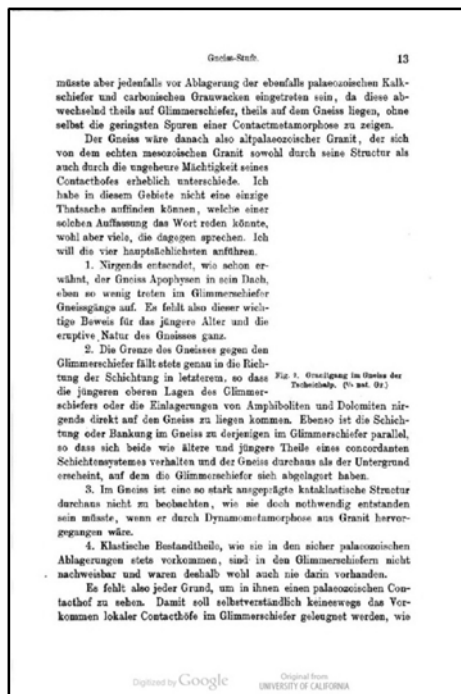 Gneiss-Stufe. 13
müsste aber jedenfalls vor Ablagerung der ebenfalls palaeozoischen Kalk-
schiefer und carbonischen Grauwacken eingetreten sein, da diese ab-
wechselnd theils auf Glimmerschiefer, theils auf dem Gneiss liegen, ohne
selbst die geringsten Spuren einer Contactmetamorphose zu zeigen.
Der Gneiss wäre danach also altpalaeozoischer Granit, der sich
von dem echten mesozoischen Granit sowohl durch seine Structur als
auch durch die ungeheure Mächtigkeit seines
Contacthofes erheblich unterschiede. Ich
habe in diesem Gebiete nicht eine einzige
Thatsache auffinden können, welche einer
solchen Auffassung das Wort reden könnte,
wohl aber viele, die dagegen sprechen. Ich
will die vier hauptsächlichsten anführen.
1. Nirgends entsendet, wie schon er-
wähnt, der Gneiss Apophysen in sein Dach,
eben so wenig treten im Glimmerschiefer
Gneissgänge auf. Es fehlt also dieser wich-
tige Beweis für das jüngere Alter und die
eruptive Natur des Gneisses ganz.
2. Die Grenze des Gneisses gegen den
Glimmerschiefer fällt stets genau in die Rich-
tung der Schichtung in letzterem, so dass
die jüngeren oberen Lagen des Glimmer-
Fig. 2. Granitgang im Gneiss der
nat. Gr.)
schiefers oder die Einlagerungen von Amphiboliten und Dolomiten nir-
gends direkt auf den Gneiss zu liegen kommen. Ebenso ist die Schich-
tung oder Bankung im Gneiss zu derjenigen im Glimmerschiefer parallel,
so dass sich beide wie ältere und jüngere Theile eines concordanten
Schichtensystemes verhalten und der Gneiss durchaus als der Untergrund
erscheint, auf dem die Glimmerschiefer sich abgelagert haben.
3. Im Gneiss ist eine so stark ausgeprägte kataklastische Structur
durchaus nicht zu beobachten, wie sie doch nothwendig entstanden
sein müsste, wenn er durch Dynamometamorphose aus Granit hervor-
gegangen wäre.
4. Klastische Bestandtheile, wie sie in den sicher palaeozoischen
Ablagerungen stets vorkommen, sind in den Glimmerschiefern nicht
nachweisbar und waren deshalb wohl auch nie darin vorhanden.
Es fehlt also jeder Grund, um in ihnen einen palaeozoischen Con-
tacthof zu sehen. Damit soll selbstverständlich keineswegs das Vor-
kommen lokaler Contacthöfe im Glimmerschiefer geleugnet werden, wie
Digitized by Google
Original from
UNIVERSITY OF CALIFORNIA